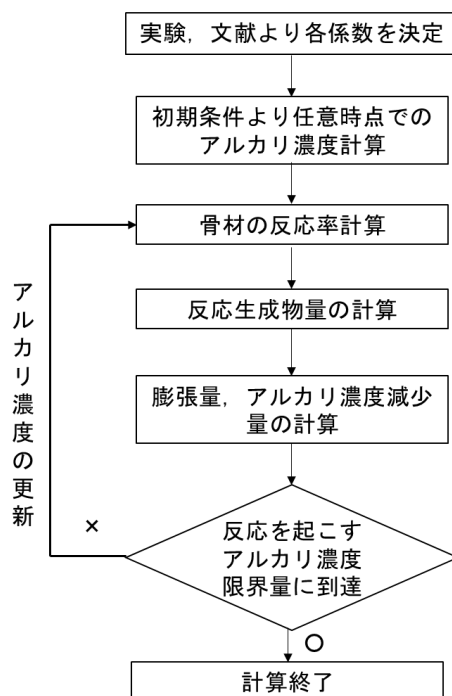 実験，文献より各係数を決定
初期条件より任意時点での
アルカリ濃度計算
骨材の反応率計算
反応生成物量の計算
膨張量，アルカリ濃度減少
量の計算
アルカリ濃度の更新
反応を起こす
アルカリ濃度
限界量に到達
×
○
計算終了